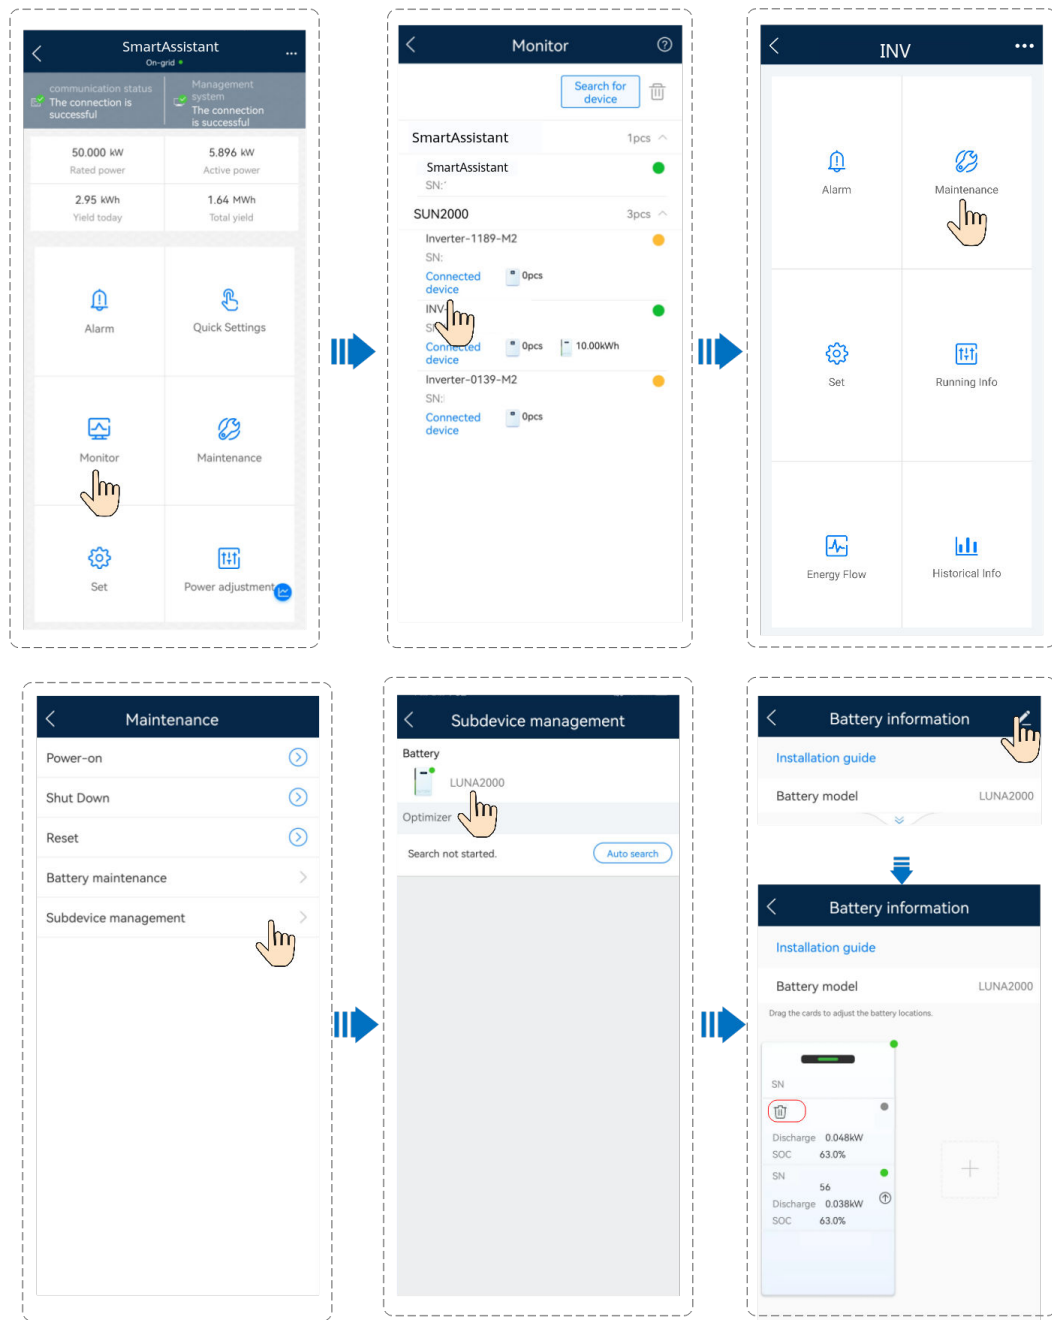 SmartAssistant
On-grid
communication status
The connection is
successful
Management
system
The connection
is successful
50.000 kW
Rated power
5.896 kW
Active power
2.95 kWh
Yield today
1.64 MWh
Total yield
Alarm
Quick Settings
Monitor
Maintenance
Set
Power adjustment
Monitor
Search for
device
SmartAssistant
1pcs
SmartAssistant
SN:
SUN2000
3pcs
Inverter-1189-M2
SN:
Connected
device
0pcs
INV-
Connected
device
0pcs
10.00kWh
Inverter-0139-M2
SN:
Connected
device
0pcs
INV
Alarm
Maintenance
Set
Running Info
Energy Flow
Historical Info
Maintenance
Power-on
Shut Down
Reset
Battery maintenance
Subdevice management
Subdevice management
Battery
LUNA2000
Optimizer
Search not started.
Auto search
Battery information
Installation guide
Battery model LUNA2000
Battery information
Installation guide
Battery model LUNA2000
Drag the cards to adjust the battery locations.
SN
Discharge 0.048kW
SOC 63.0%
SN
56
Discharge 0.038kW
SOC 63.0%